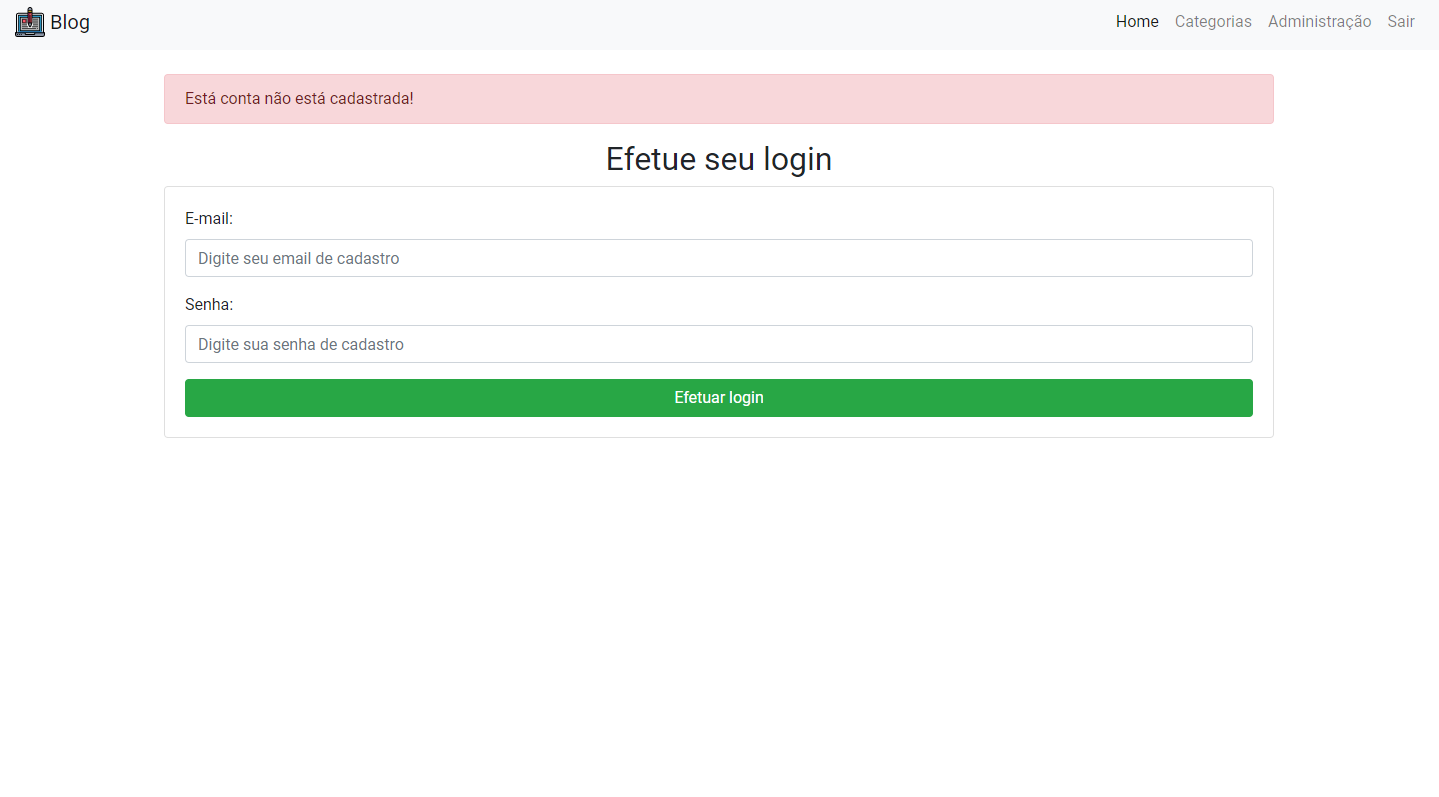 Blog
Home Categorias Administração Sair
Está conta não está cadastrada!
Efetue seu login
E-mail:
Digite seu email de cadastro
Senha:
Digite sua senha de cadastro
Efetuar login